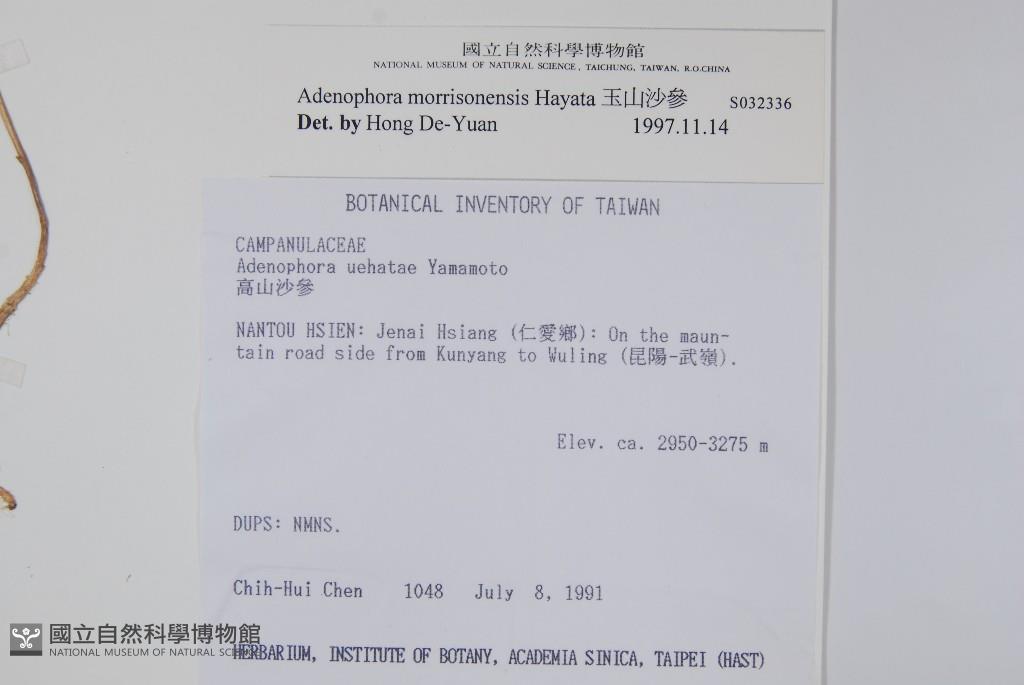 國立自然科學博物館
NATIONAL MUSEUM OF NATURAL SCIENCE, TAICHUNG, TAIWAN, R.O.CHINA
Adenophora morrisonensis Hayata 玉山沙參 S032336
Det. by Hong De-Yuan 1997.11.14
BOTANICAL INVENTORY OF TAIWAN
CAMPANULACEAE
Adenophora uehatae Yamamoto
高山沙參
NANTOU HSIEN: Jenai Hsiang (仁愛鄉): On the maun-
tain road side from Kunyang to Wuling (昆陽-武嶺).
Elev. ca. 2950-3275 m
DUPS: NMNS.
Chih-Hui Chen 1048 July 8, 1991
HERBARIUM, INSTITUTE OF BOTANY, ACADEMIA SINICA, TAIPEI (HAST)
國立自然科學博物館
NATIONAL MUSEUM OF NATURAL SCIENCE